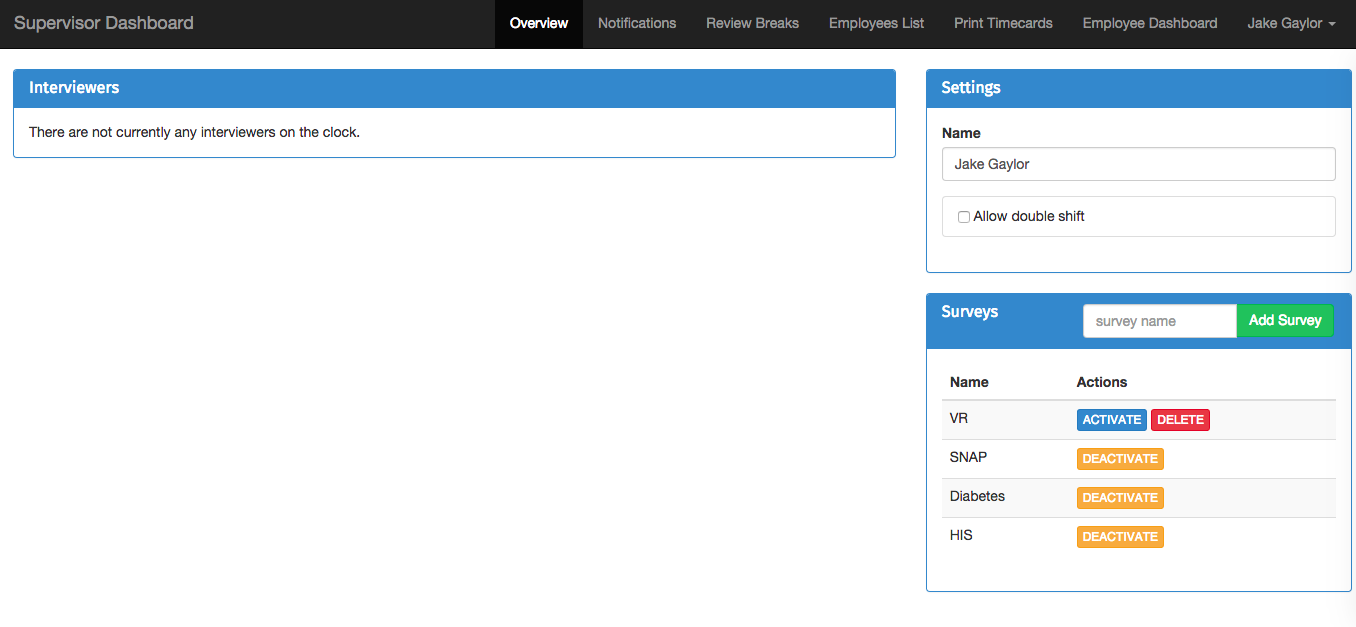 Supervisor Dashboard Overview Notifications Review Breaks Employees List Print Timecards Employee Dashboard Jake Gaylor
Interviewers
There are not currently any interviewers on the clock.
Settings
Name
Jake Gaylor
Allow double shift
Surveys survey name Add Survey
Name Actions
VR ACTIVATE DELETE
SNAP DEACTIVATE
Diabetes DEACTIVATE
HIS DEACTIVATE